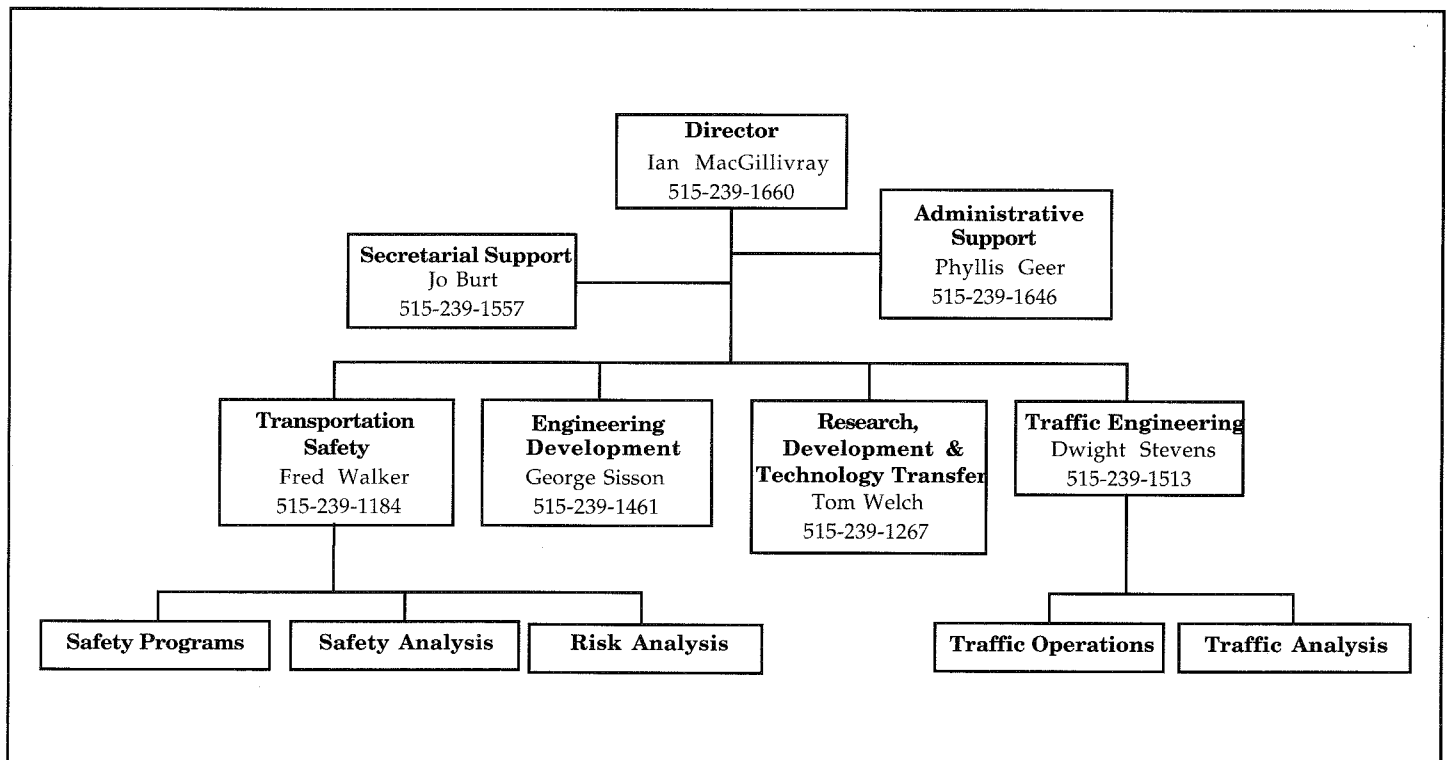 Director
Ian MacGillivray
515-239-1660
Administrative
Support
Phyllis Geer
515-239-1646
Secretarial Support
Jo Burt
515-239-1557
Transportation
Safety
Fred Walker
515-239-1184
Engineering
Development
George Sisson
515-239-1461
Research,
Development &
Technology Transfer
Tom Welch
515-239-1267
Traffic Engineering
Dwight Stevens
515-239-1513
Safety Programs
Safety Analysis
Risk Analysis
Traffic Operations
Traffic Analysis